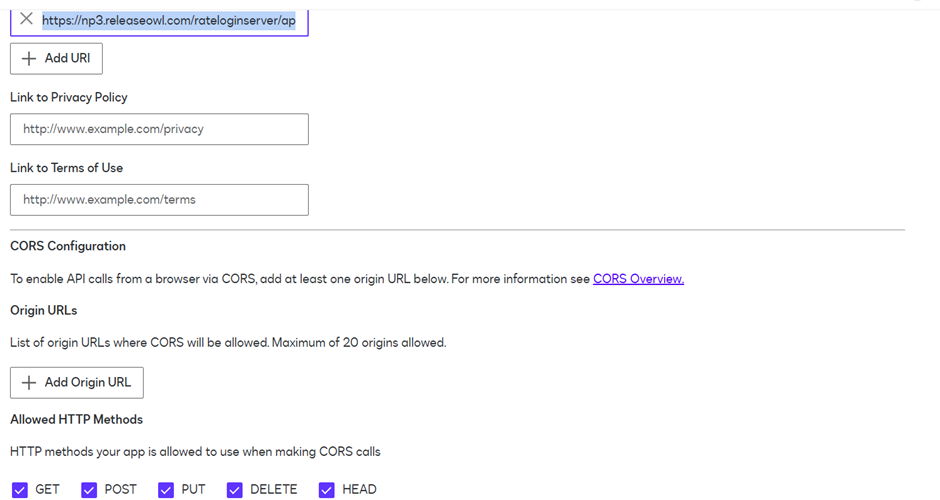 https://np3.releaseowl.com/rateloginserver/ap
Add URI
Link to Privacy Policy
http://www.example.com/privacy
Link to Terms of Use
http://www.example.com/terms
CORS Configuration
To enable API calls from a browser via CORS, add at least one origin URL below. For more information see CORS Overview.
Origin URLs
List of origin URLs where CORS will be allowed. Maximum of 20 origins allowed.
Add Origin URL
Allowed HTTP Methods
HTTP methods your app is allowed to use when making CORS calls
GET POST PUT DELETE HEAD